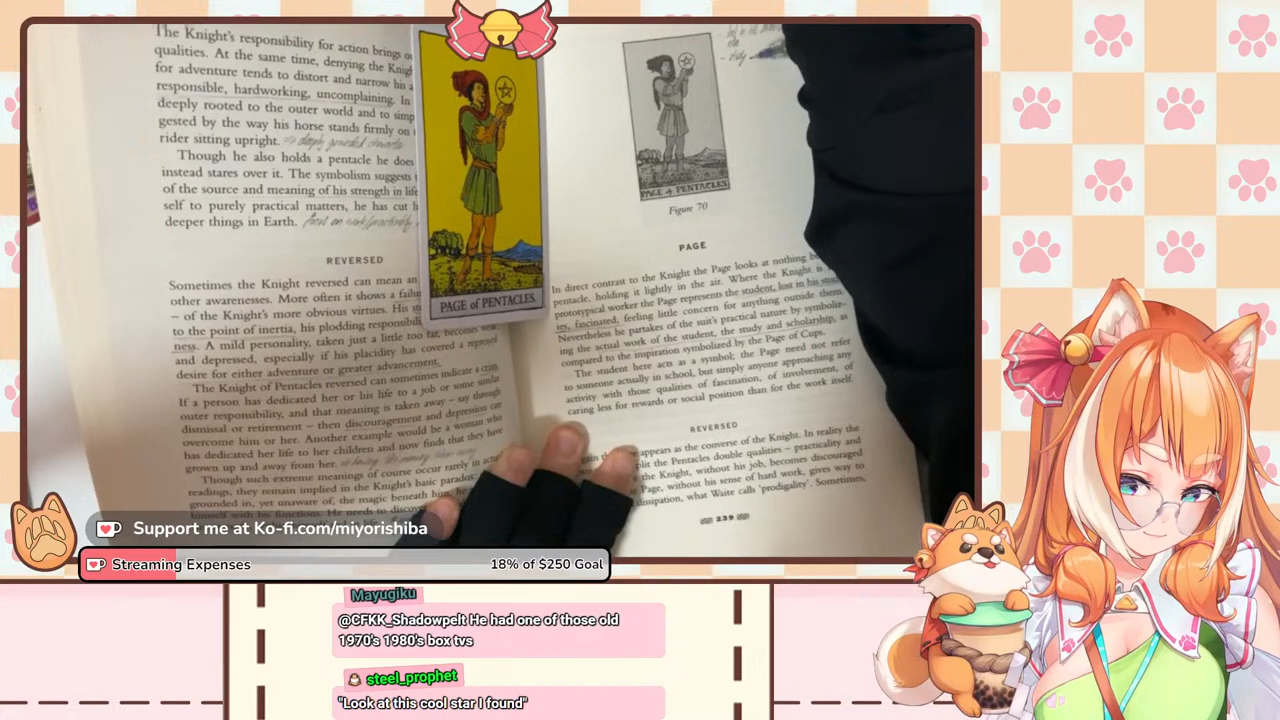 The Knight's responsibility for action brings
qualities. At the same time, denying the
for adventure tends to distort and narrow his
responsible, hardworking, uncomplaining. In
deeply rooted to the outer world and to
gested by the way his horse stands firmly on
rider sitting upright.
Though he also holds a pentacle he does
instead stares over it. The symbolism suggests
of the source and meaning of his strength in
self to purely practical matters, he has cut
deeper things in Earth.
REVERSED
Sometimes the Knight reversed can mean an
other awarenesses. More often it shows a
– of the Knight's more obvious virtues. His
to the point of inertia, his plodding
ness. A mild personality, taken just a little too far, becomes
and depressed, especially if his placidity has covered a
desire for either adventure or greater advancement.
The Knight of Pentacles reversed can sometimes indicate a
If a person has dedicated her or his life to a job or some similar
outer responsibility, and that meaning is taken away – say through
dismissal or retirement – then discouragement and depression can
overcome him or her. Another example would be a woman who
has dedicated her life to her children and now finds that they have
grown up and away from her.
Though such extreme meanings of course occur rarely in
readings, they remain implied in the Knight's basic
grounded in, yet unaware of, the magic beneath him, he
himself with his functions. He needs to
PAGE of PENTACLES.
PAGE of PENTACLES
Figure 70
PAGE
In direct contrast to the Knight the Page looks at nothing
pentacle, holding it lightly in the air. Where the Knight is
prototypical worker the Page represents the student, lost in his
ies, fascinated, feeling little concern for anything outside them.
Nevertheless he partakes of the suit's practical nature by symboliz-
ing the actual work of the student, the study and scholarship, as
compared to the inspiration symbolized by the Page of Cups.
The student here acts as a symbol; the Page need not refer
to someone actually in school, but simply anyone approaching any
activity with those qualities of fascination, of involvement, of
caring less for rewards or social position than for the work itself.
REVERSED
appears as the converse of the Knight. In reality the
split the Pentacles double qualities – practicality and
the Knight, without his job, becomes discouraged
Page, without his sense of hard work, gives way to
dissipation, what Waite calls 'prodigality'. Sometimes,
239
Support me at Ko-fi.com/miyorishiba
Streaming Expenses 18% of $250 Goal
Mayugiku
@CFKK_Shadowpelt He had one of those old
1970's 1980's box tvs
steel_prophet
"Look at this cool star I found"